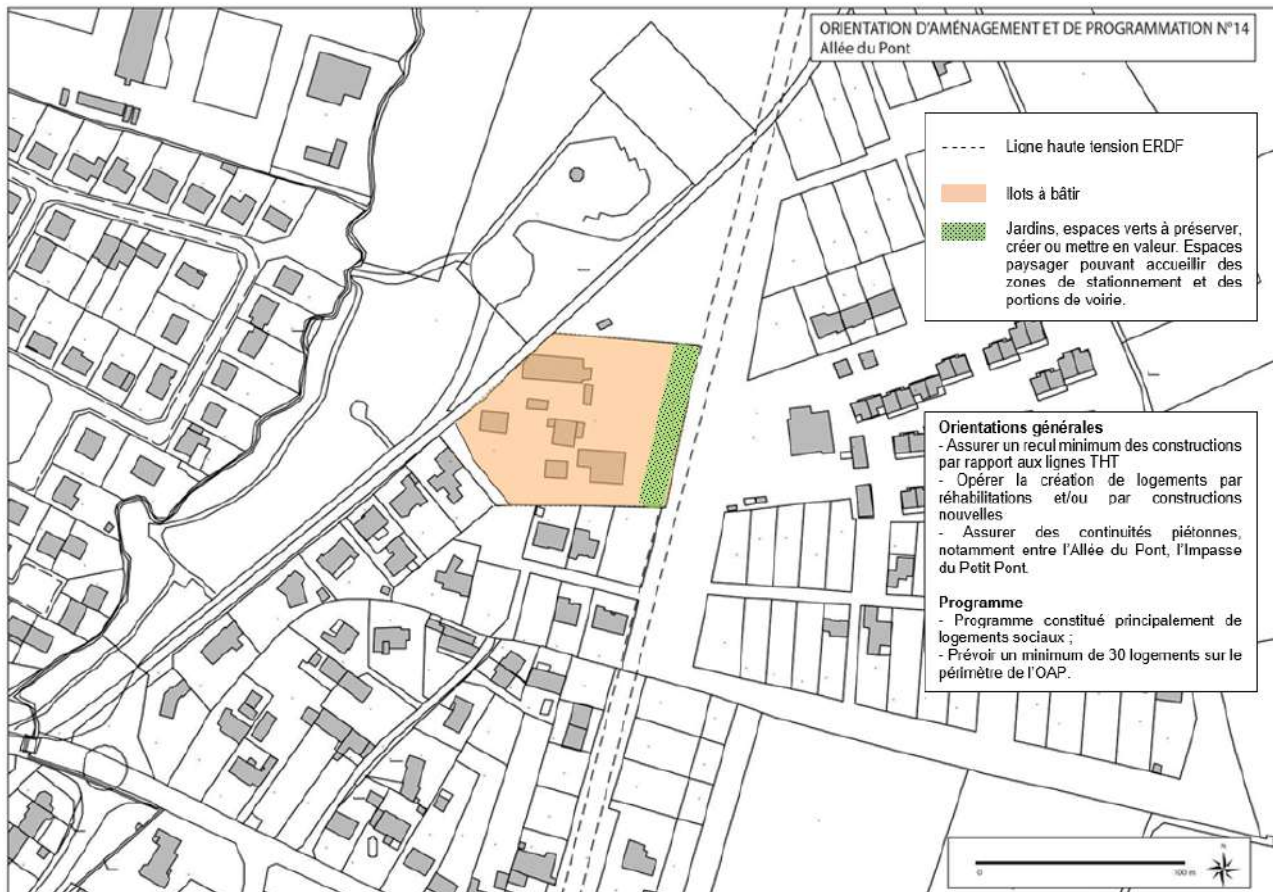 ORIENTATION D'AMÉNAGEMENT ET DE PROGRAMMATION N°14
Allée du Pont
Ligne haute tension ERDF
Ilots à bâtir
Jardins, espaces verts à préserver,
créer ou mettre en valeur. Espaces
paysager pouvant accueillir des
zones de stationnement et des
portions de voirie.
Orientations générales
- Assurer un recul minimum des constructions
par rapport aux lignes THT
- Opérer la création de logements par
réhabilitations et/ou par constructions
nouvelles
- Assurer des continuités piétonnes,
notamment entre l'Allée du Pont, l'Impasse
du Petit Pont.
Programme
- Programme constitué principalement de
logements sociaux ;
- Prévoir un minimum de 30 logements sur le
périmètre de l'OAP.
N
0 100 m